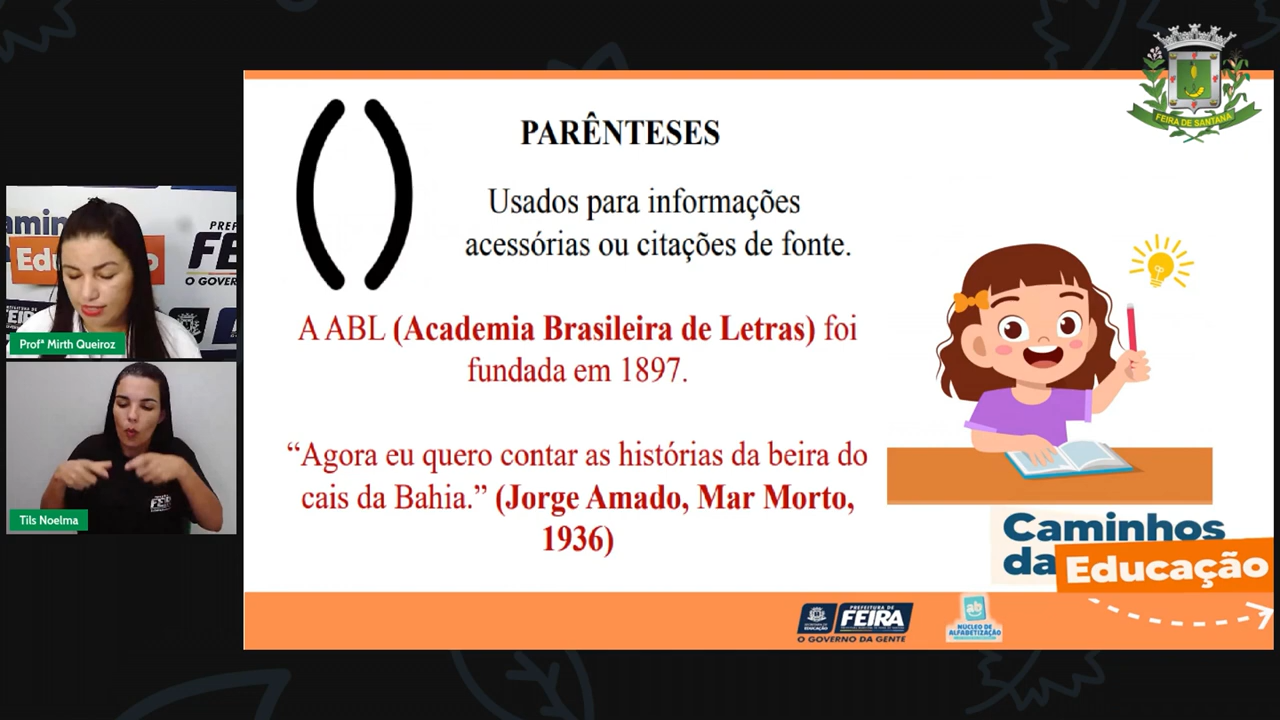 FEIRA DE SANTANA
( )
PARÊNTESES
Usados para informações
acessórias ou citações de fonte.
A ABL (Academia Brasileira de Letras) foi
fundada em 1897.
“Agora eu quero contar as histórias da beira do
cais da Bahia.” (Jorge Amado, Mar Morto,
1936)
Profª Mirth Queiroz
Tils Noelma
Caminhos
da Educação
PREFEITURA DE
FEIRA
O GOVERNO DA GENTE
EDUCAÇÃO
ab
NÚCLEO DE
ALFABETIZAÇÃO